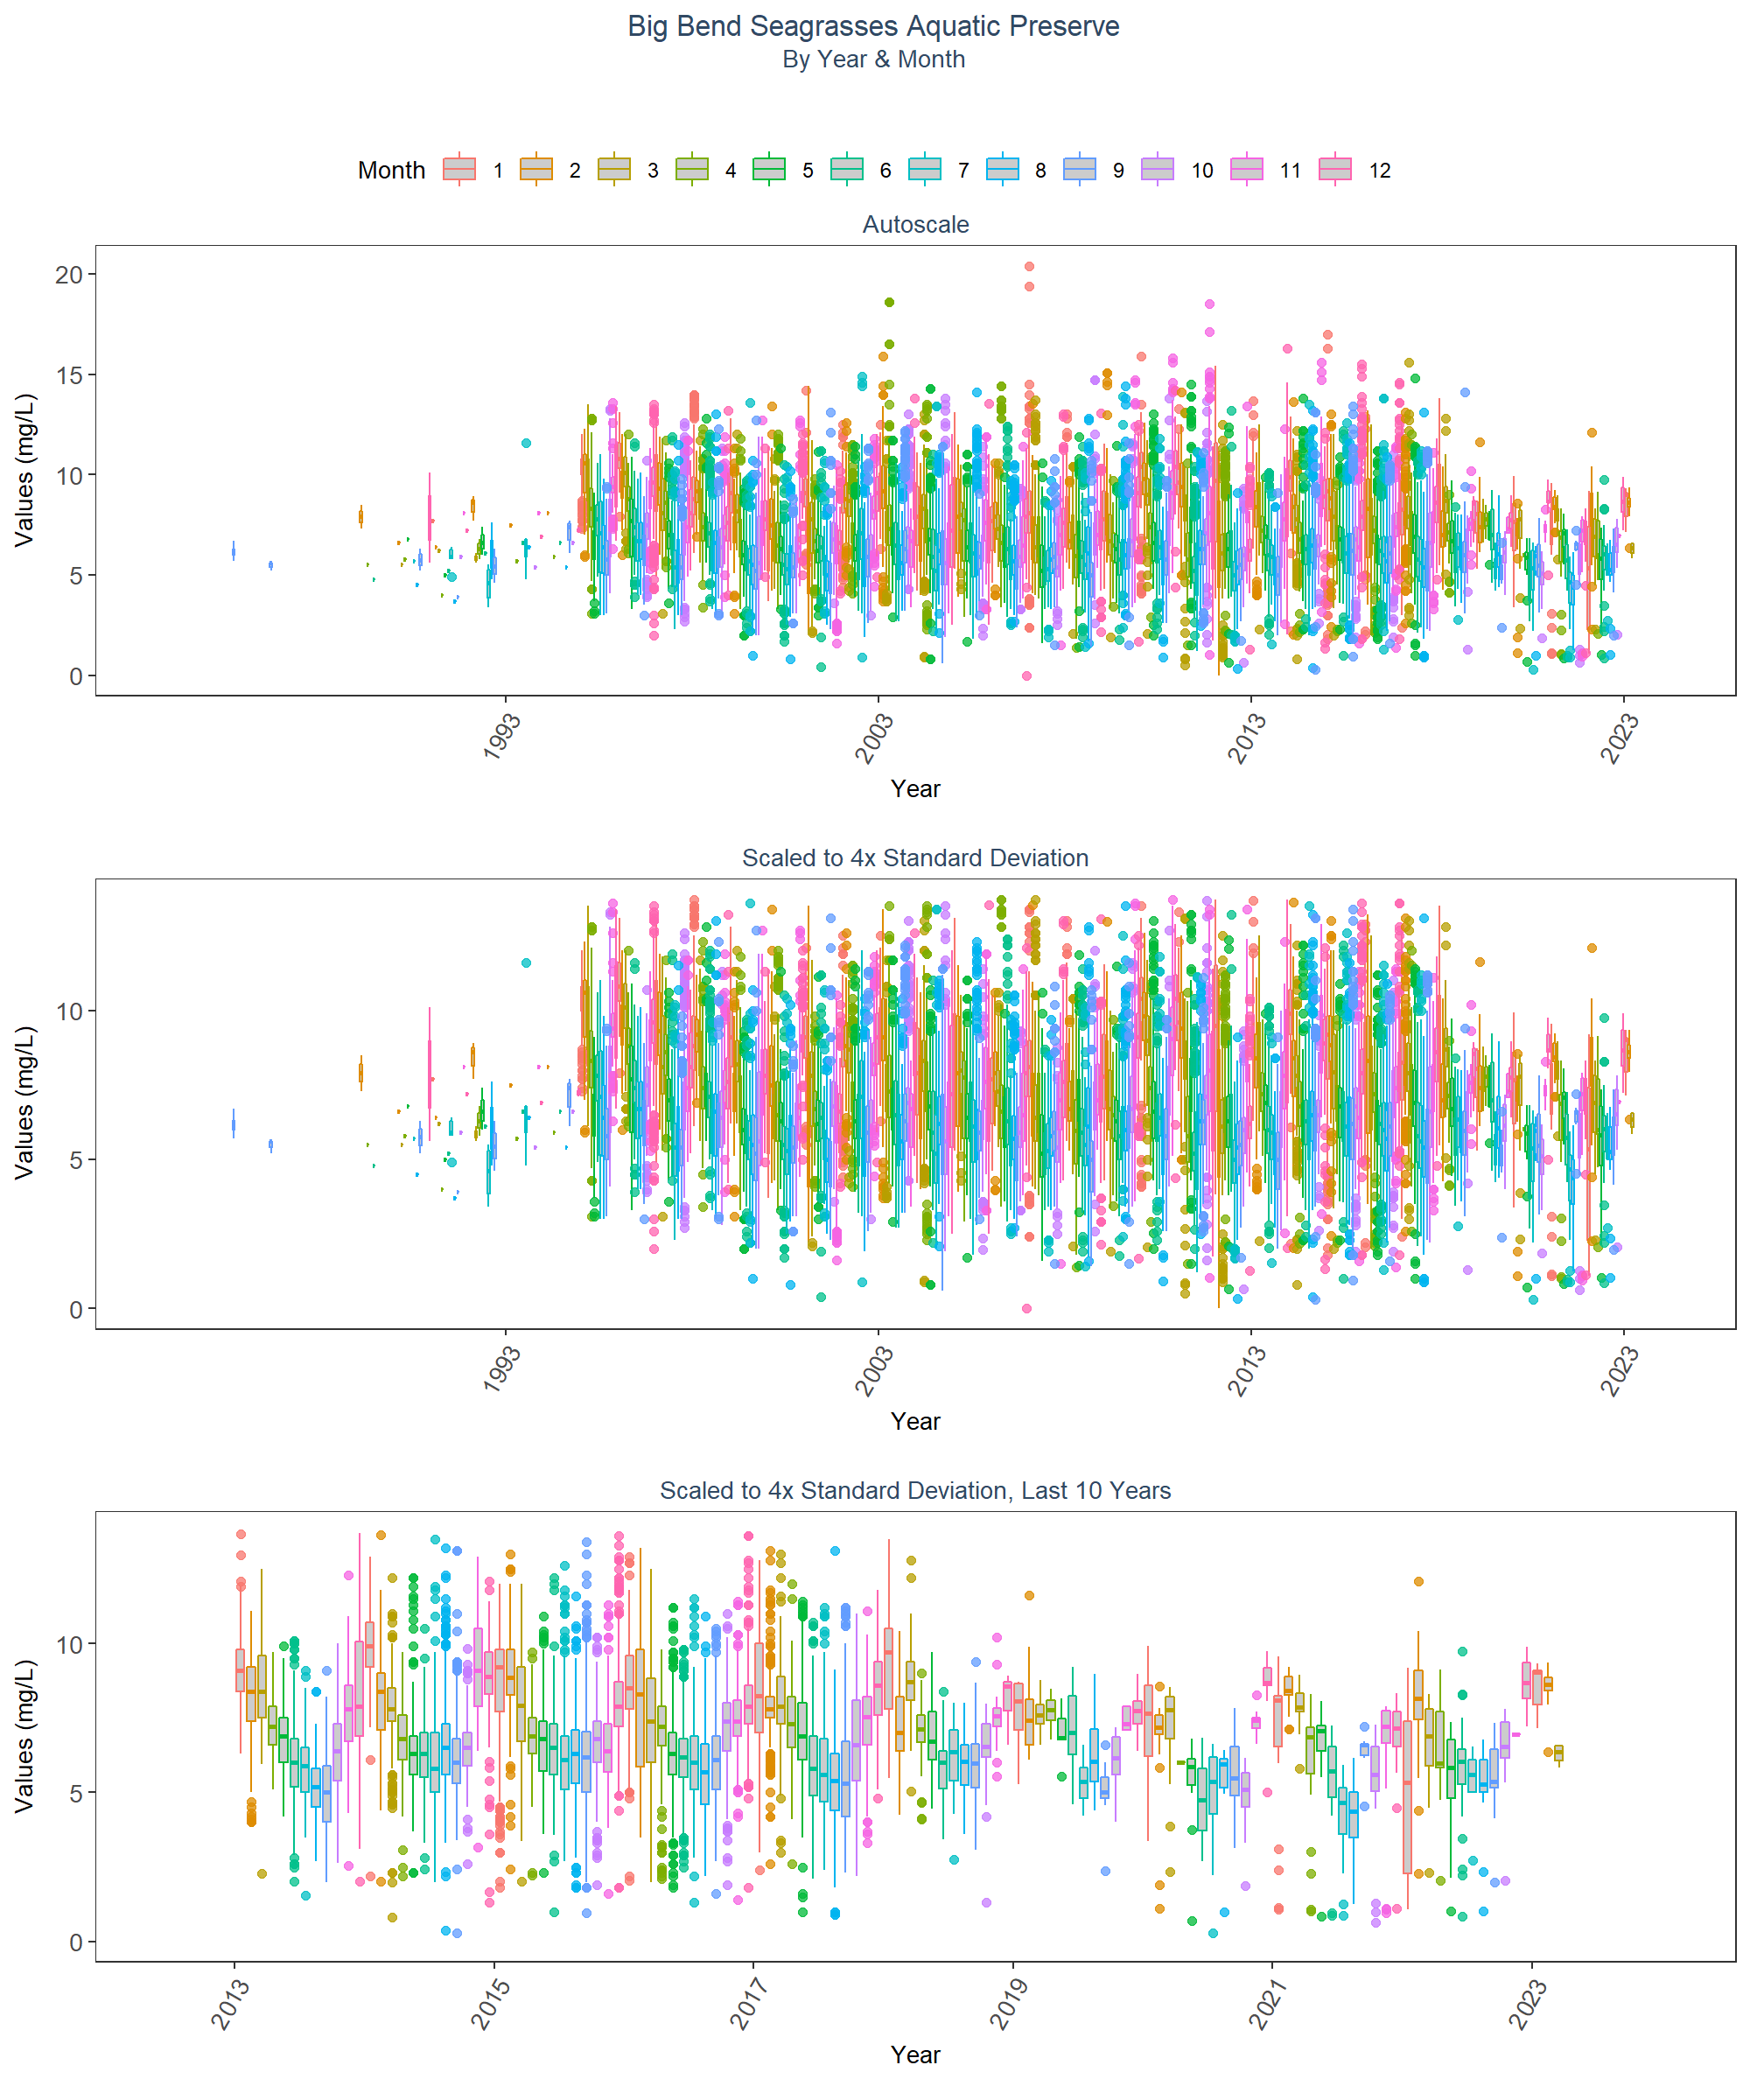 Big Bend Seagrasses Aquatic Preserve
By Year & Month
Month 1 2 3 4 5 6 7 8 9 10 11 12
Autoscale
Values (mg/L)
20
15
10
5
0
1993 2003 2013 2023
Year
Scaled to 4x Standard Deviation
Values (mg/L)
10
5
0
1993 2003 2013 2023
Year
Scaled to 4x Standard Deviation, Last 10 Years
Values (mg/L)
10
5
0
2013 2015 2017 2019 2021 2023
Year